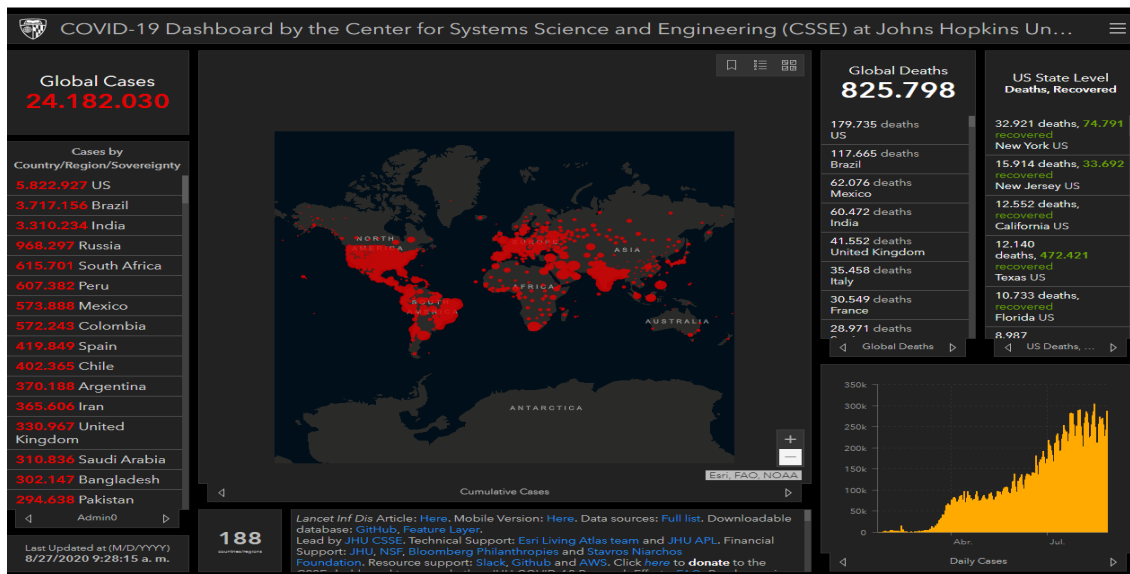 COVID-19 Dashboard by the Center for Systems Science and Engineering (CSSE) at Johns Hopkins Un...
Global Cases
24.182.030
Cases by
Country/Region/Sovereignty
5.822.927 US
3.717.156 Brazil
3.310.234 India
968.297 Russia
615.701 South Africa
607.382 Peru
573.888 Mexico
572.243 Colombia
419.849 Spain
402.365 Chile
370.188 Argentina
365.606 Iran
330.967 United
Kingdom
310.836 Saudi Arabia
302.147 Bangladesh
294.638 Pakistan
Admin0
Last Updated at (M/D/YYYY)
8/27/2020 9:28:15 a. m.
NORTH
AMERICA
SOUTH
AMERICA
EUROPE
AFRICA
ASIA
AUSTRALIA
ANTARCTICA
+
−
Esri, FAO, NOAA
Cumulative Cases
188
countries/regions
Lancet Inf Dis Article: Here. Mobile Version: Here. Data sources: Full list. Downloadable
database: GitHub, Feature Layer.
Lead by JHU CSSE. Technical Support: Esri Living Atlas team and JHU APL. Financial
Support: JHU, NSF, Bloomberg Philanthropies and Stavros Niarchos
Foundation. Resource support: Slack, Github and AWS. Click here to donate to the
Global Deaths
825.798
179.735 deaths
US
117.665 deaths
Brazil
62.076 deaths
Mexico
60.472 deaths
India
41.552 deaths
United Kingdom
35.458 deaths
Italy
30.549 deaths
France
28.971 deaths
Global Deaths
US State Level
Deaths, Recovered
32.921 deaths, 74.791
recovered
New York US
15.914 deaths, 33.692
recovered
New Jersey US
12.552 deaths,
recovered
California US
12.140
deaths, 472.421
recovered
Texas US
10.733 deaths,
recovered
Florida US
8.987
US Deaths, ...
350k
300k
250k
200k
150k
100k
50k
0
Abr.
Jul.
Daily Cases